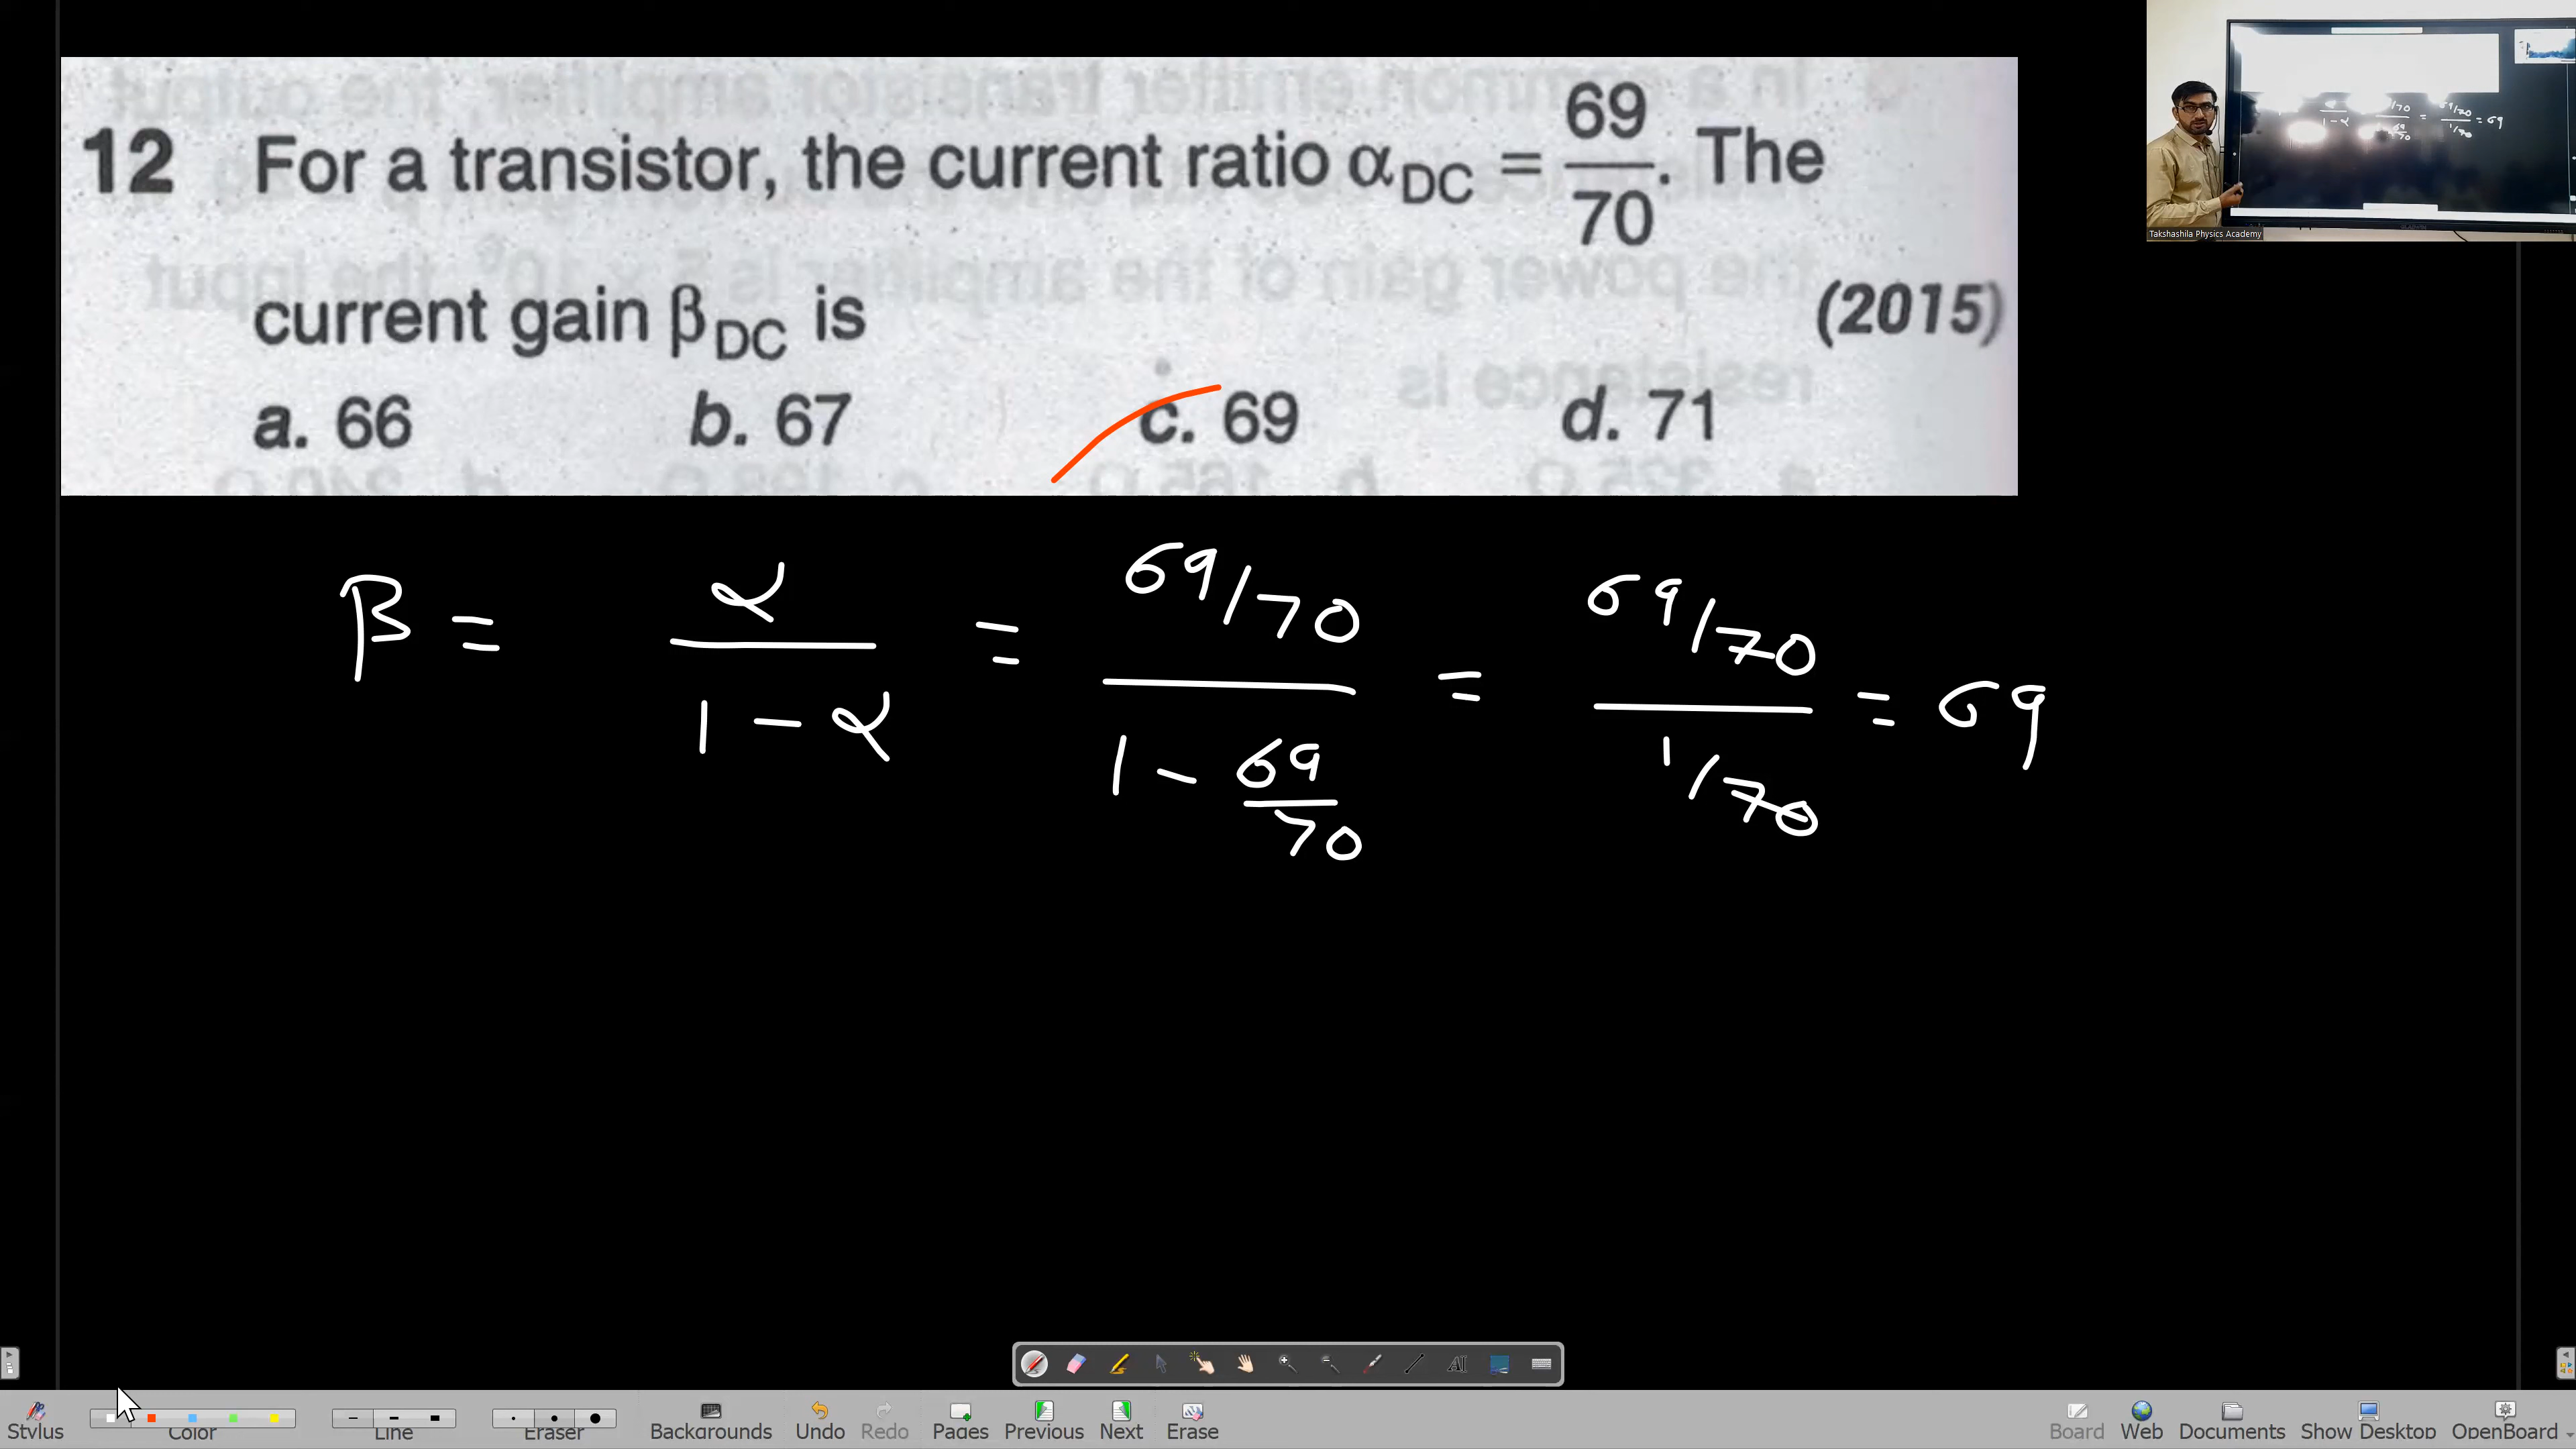 12 For a transistor, the current ratio αDC = 69/70. The
current gain βDC is (2015)
a. 66 b. 67 c. 69 d. 71
β = α/(1 − α) = (69/70)/(1 − 69/70) = (69/70)/(1/70) = 69
Takshashila Physics Academy
Stylus Color Line Eraser Backgrounds Undo Redo Pages Previous Next Erase Board Web Documents Show Desktop OpenBoard